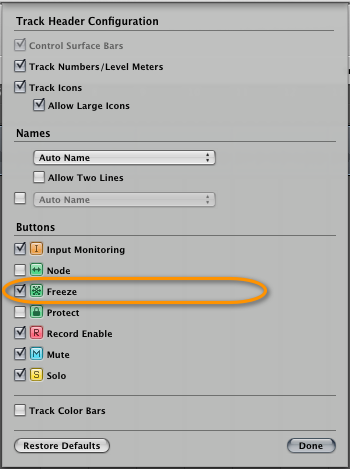 Track Header Configuration
Control Surface Bars
Track Numbers/Level Meters
Track Icons
Allow Large Icons
Names
Auto Name
Allow Two Lines
Auto Name
Buttons
I Input Monitoring
Node
Freeze
Protect
R Record Enable
M Mute
S Solo
Track Color Bars
Restore Defaults Done